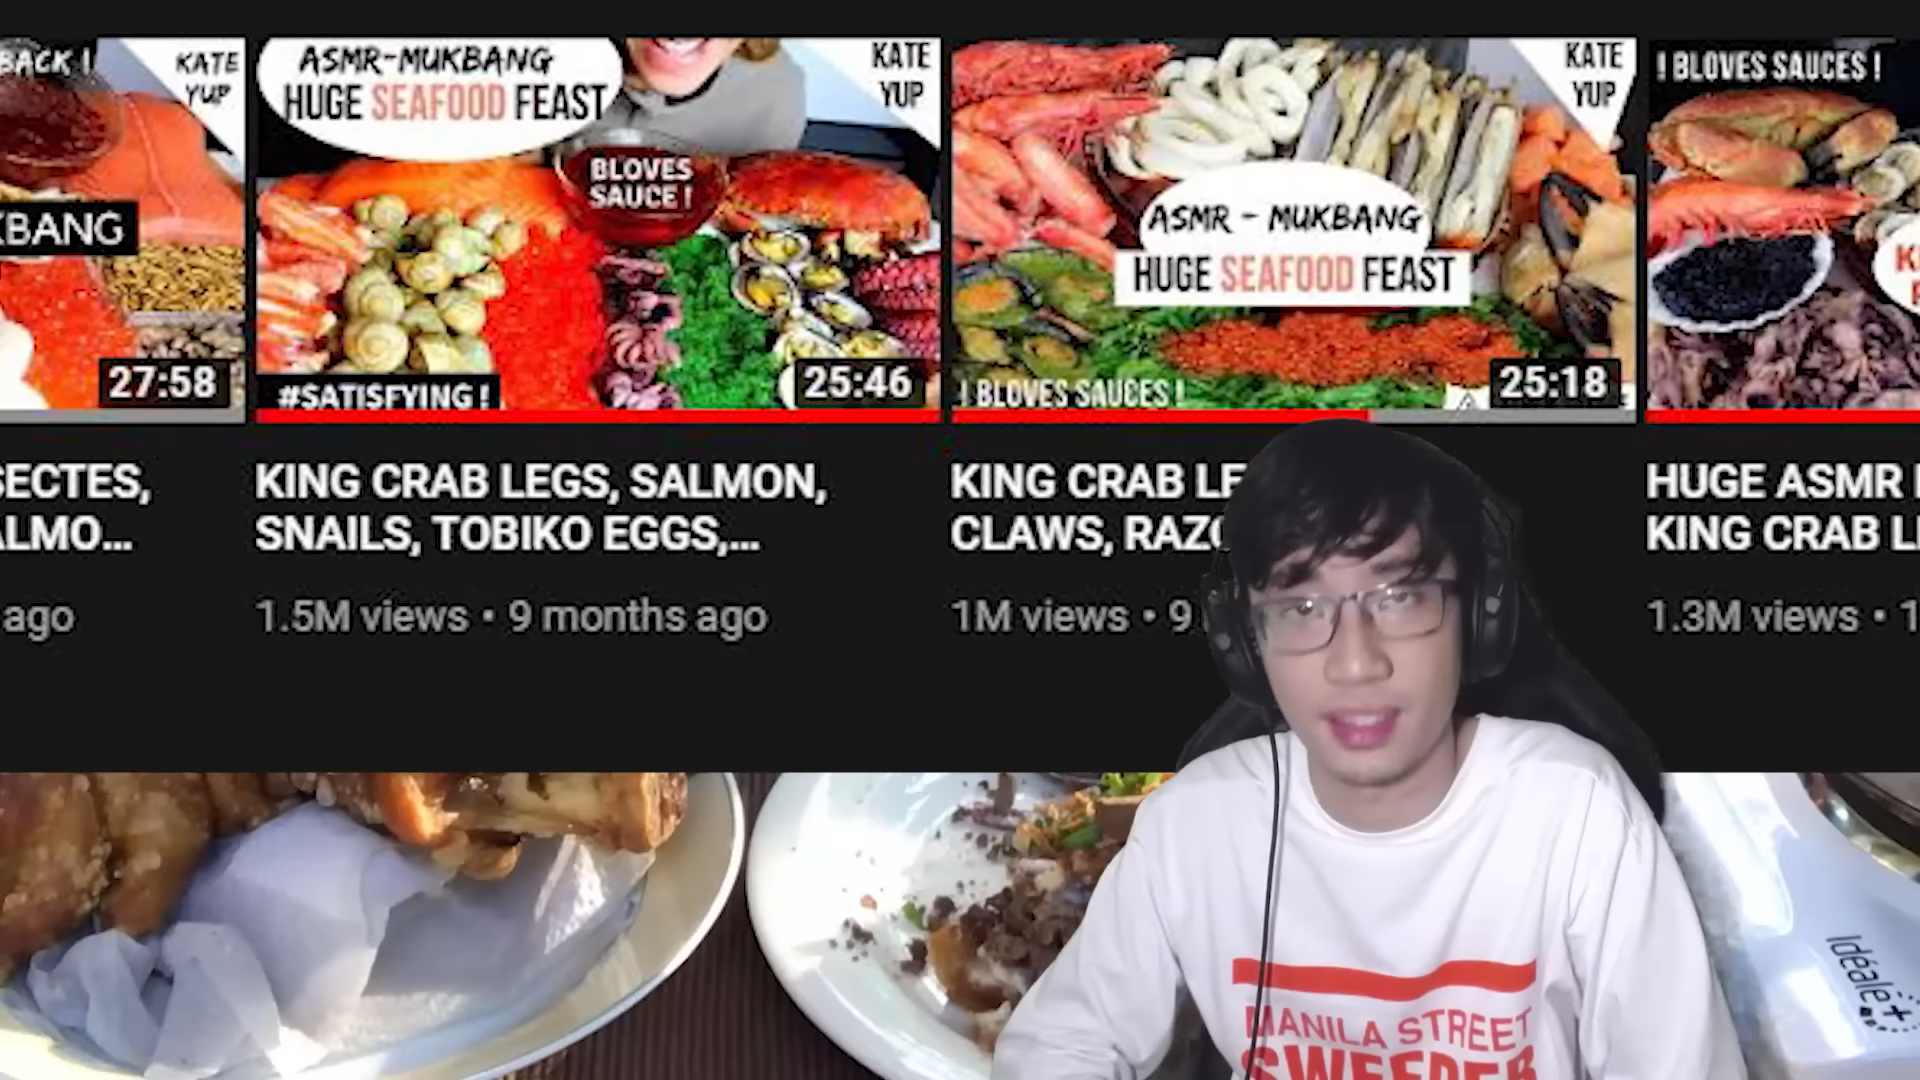 BACK !
KATE
YUP
KBANG
27:58
SECTES,
ALMO...
ago
ASMR-MUKBANG
HUGE SEAFOOD FEAST
KATE
YUP
BLOVES
SAUCE !
#SATISFYING !
25:46
KING CRAB LEGS, SALMON,
SNAILS, TOBIKO EGGS,...
1.5M views • 9 months ago
KATE
YUP
ASMR - MUKBANG
HUGE SEAFOOD FEAST
! BLOVES SAUCES !
25:18
KING CRAB LE
CLAWS, RAZO
1M views • 9
! BLOVES SAUCES !
HUGE ASMR
KING CRAB L
1.3M views • 1
Idéale+
MANILA STREET
SWEEPER